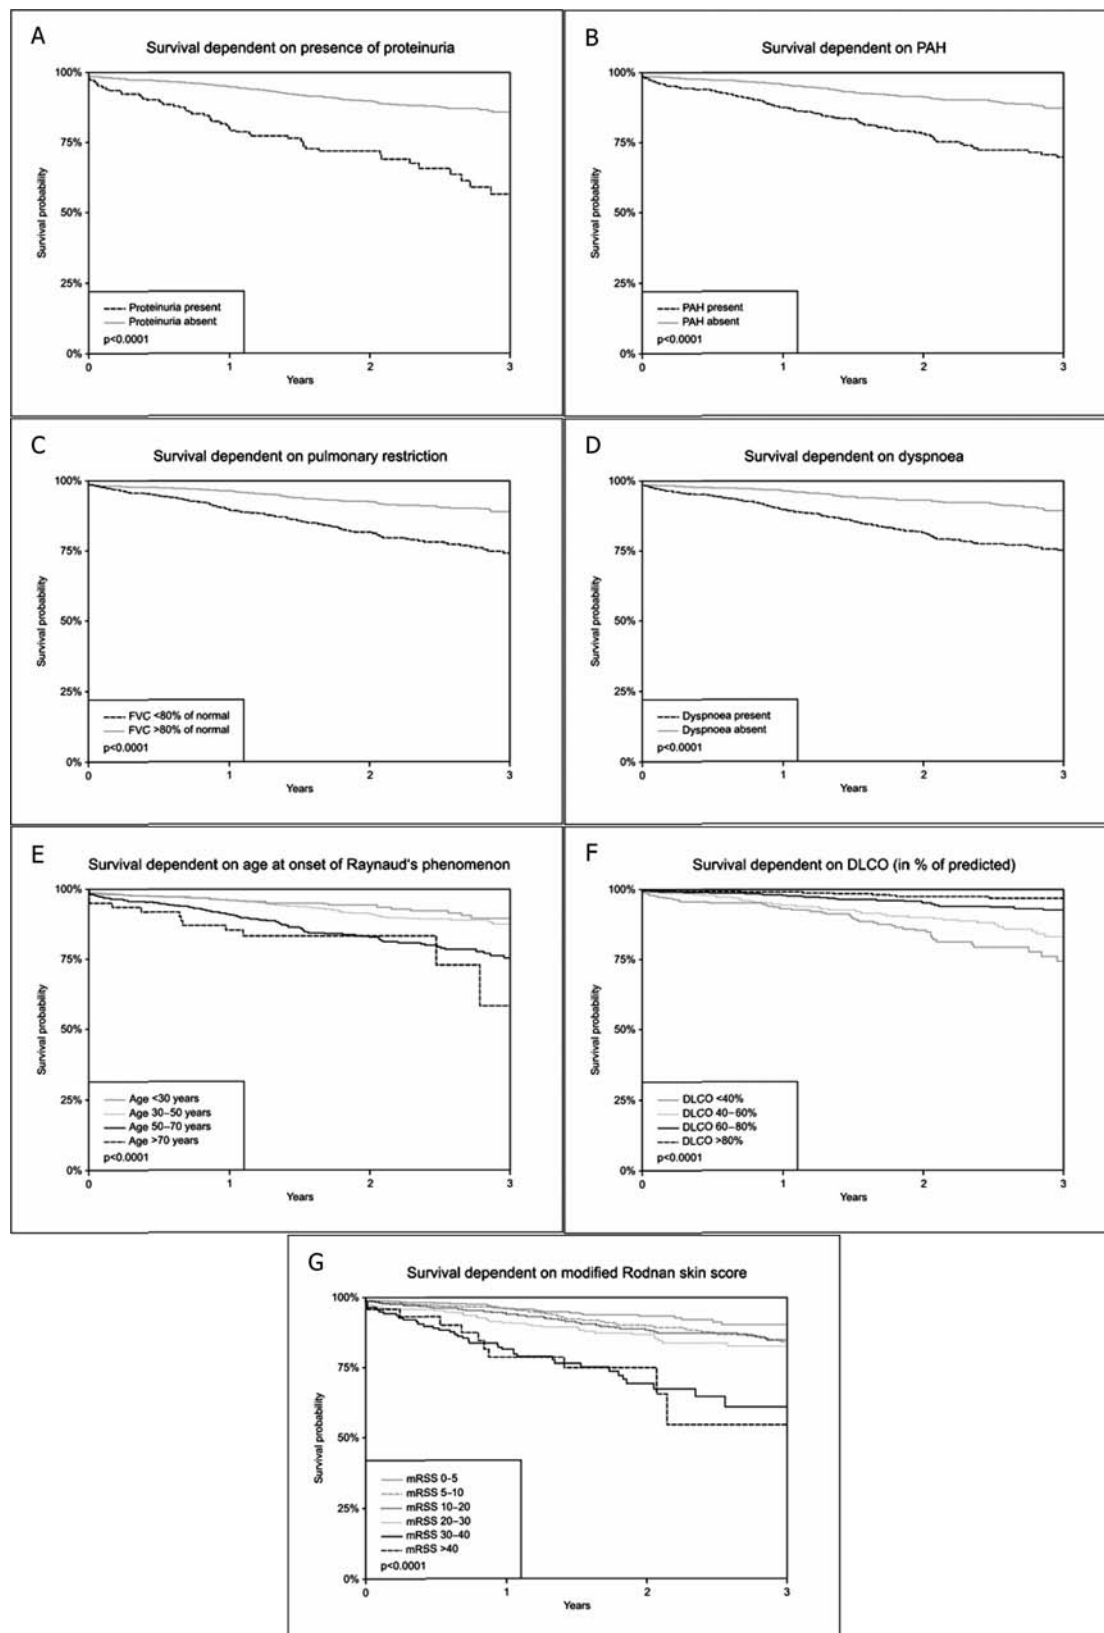 A
Survival dependent on presence of proteinuria
100%
75%
50%
25%
0%
Survival probability
Proteinuria present
Proteinuria absent
p<0.0001
0 1 2 3
Years
B
Survival dependent on PAH
100%
75%
50%
25%
0%
Survival probability
PAH present
PAH absent
p<0.0001
0 1 2 3
Years
C
Survival dependent on pulmonary restriction
100%
75%
50%
25%
0%
Survival probability
FVC <80% of normal
FVC >80% of normal
p<0.0001
0 1 2 3
Years
D
Survival dependent on dyspnoea
100%
75%
50%
25%
0%
Survival probability
Dyspnoea present
Dyspnoea absent
p<0.0001
0 1 2 3
Years
E
Survival dependent on age at onset of Raynaud's phenomenon
100%
75%
50%
25%
0%
Survival probability
Age <30 years
Age 30–50 years
Age 50–70 years
Age >70 years
p<0.0001
0 1 2 3
Years
F
Survival dependent on DLCO (in % of predicted)
100%
75%
50%
25%
0%
Survival probability
DLCO <40%
DLCO 40–60%
DLCO 60–80%
DLCO >80%
p<0.0001
0 1 2 3
Years
G
Survival dependent on modified Rodnan skin score
100%
75%
50%
25%
0%
Survival probability
mRSS 0-5
mRSS 5-10
mRSS 10–20
mRSS 20–30
mRSS 30–40
mRSS >40
p<0.0001
0 1 2 3
Years